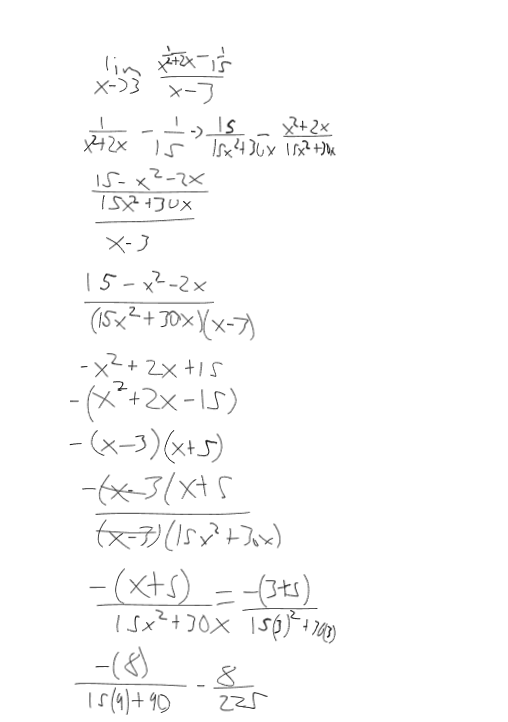 lim x->3 (1/(x²+2x) - 1/15)/(x-3)
1/(x²+2x) - 1/15 -> 15/(15x²+30x) - (x²+2x)/(15x²+30x)
((15-x²-2x)/(15x²+30x))/(x-3)
(15-x²-2x)/((15x²+30x)(x-3))
-x²+2x+15
-(x²+2x-15)
-(x-3)(x+5)
-(x-3(x+5/((x-3)(15x²+30x))
-(x+5)/(15x²+30x) = -(3+5)/(15(3)²+30(3))
-(8)/(15(9)+90) - 8/225